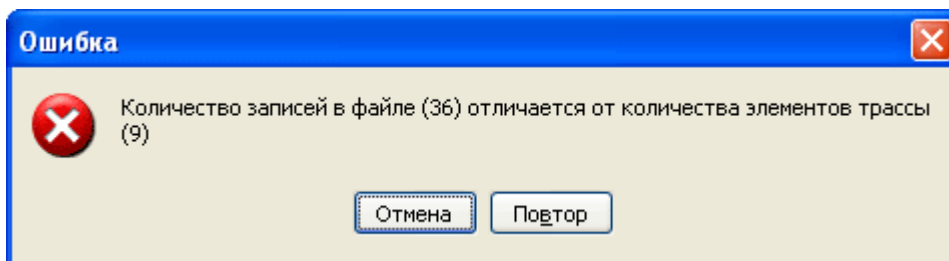 Ошибка
Количество записей в файле (36) отличается от количества элементов трассы
(9)
Отмена
Повтор